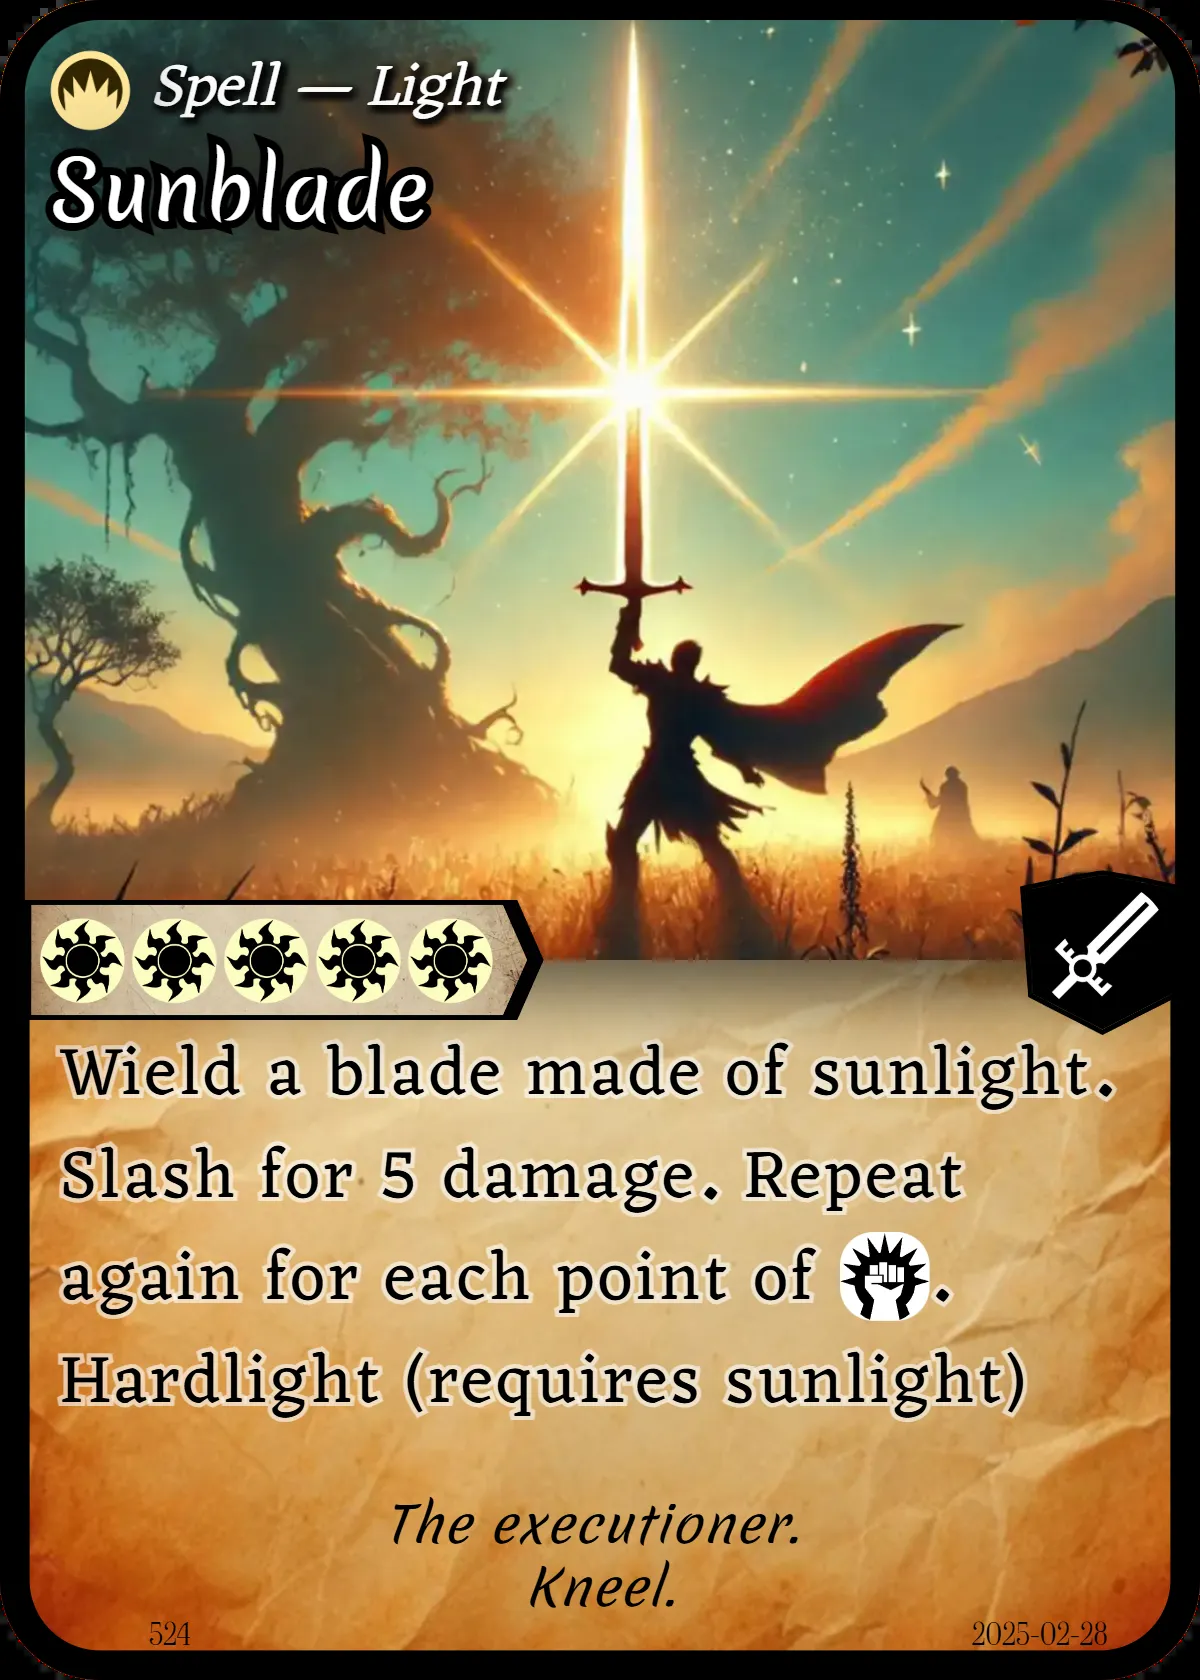 Spell — Light
Sunblade
Wield a blade made of sunlight.
Slash for 5 damage. Repeat
again for each point of .
Hardlight (requires sunlight)
The executioner.
Kneel.
524
2025-02-28